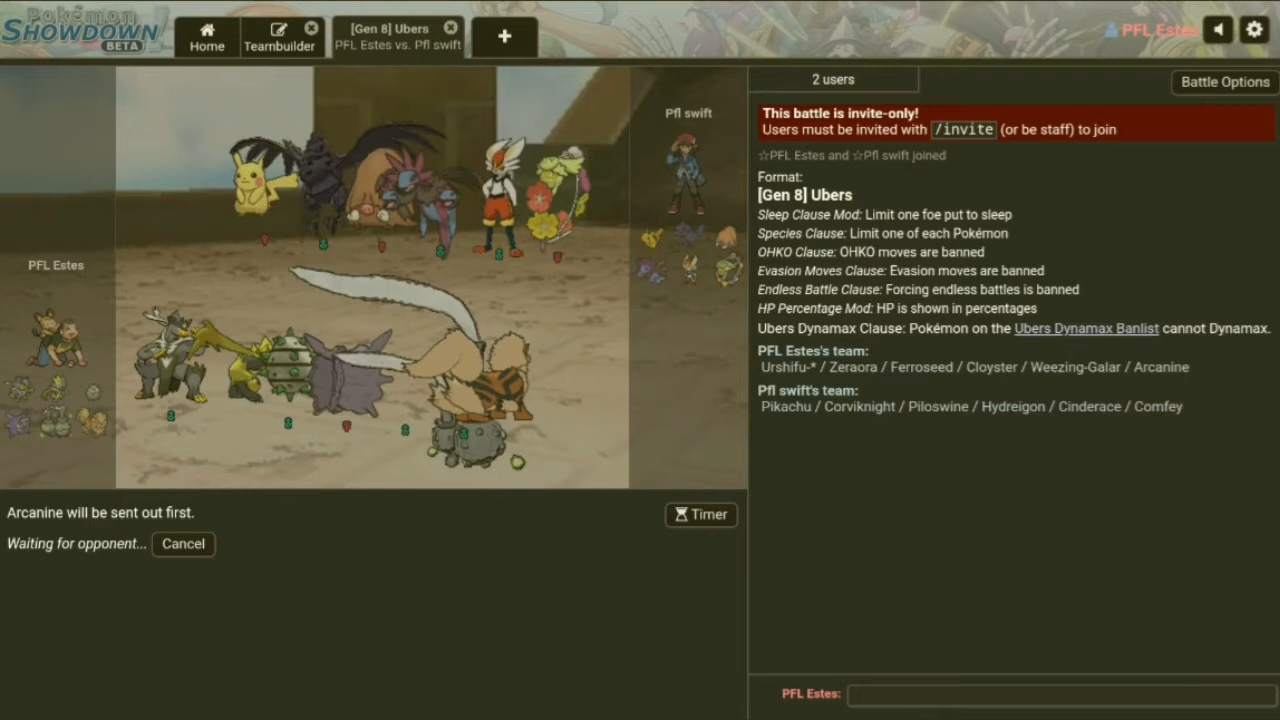 Pokémon
SHOWDOWN
BETA
Home
Teambuilder
[Gen 8] Ubers
PFL Estes vs. Pfl swift
+
PFL Estes
2 users
Battle Options
This battle is invite-only!
Users must be invited with /invite (or be staff) to join
☆PFL Estes and ☆Pfl swift joined
Format:
[Gen 8] Ubers
Sleep Clause Mod: Limit one foe put to sleep
Species Clause: Limit one of each Pokémon
OHKO Clause: OHKO moves are banned
Evasion Moves Clause: Evasion moves are banned
Endless Battle Clause: Forcing endless battles is banned
HP Percentage Mod: HP is shown in percentages
Ubers Dynamax Clause: Pokémon on the Ubers Dynamax Banlist cannot Dynamax.
PFL Estes's team:
Urshifu-* / Zeraora / Ferroseed / Cloyster / Weezing-Galar / Arcanine
Pfl swift's team:
Pikachu / Corviknight / Piloswine / Hydreigon / Cinderace / Comfey
Pfl swift
PFL Estes
Arcanine will be sent out first.
Timer
Waiting for opponent... Cancel
PFL Estes: